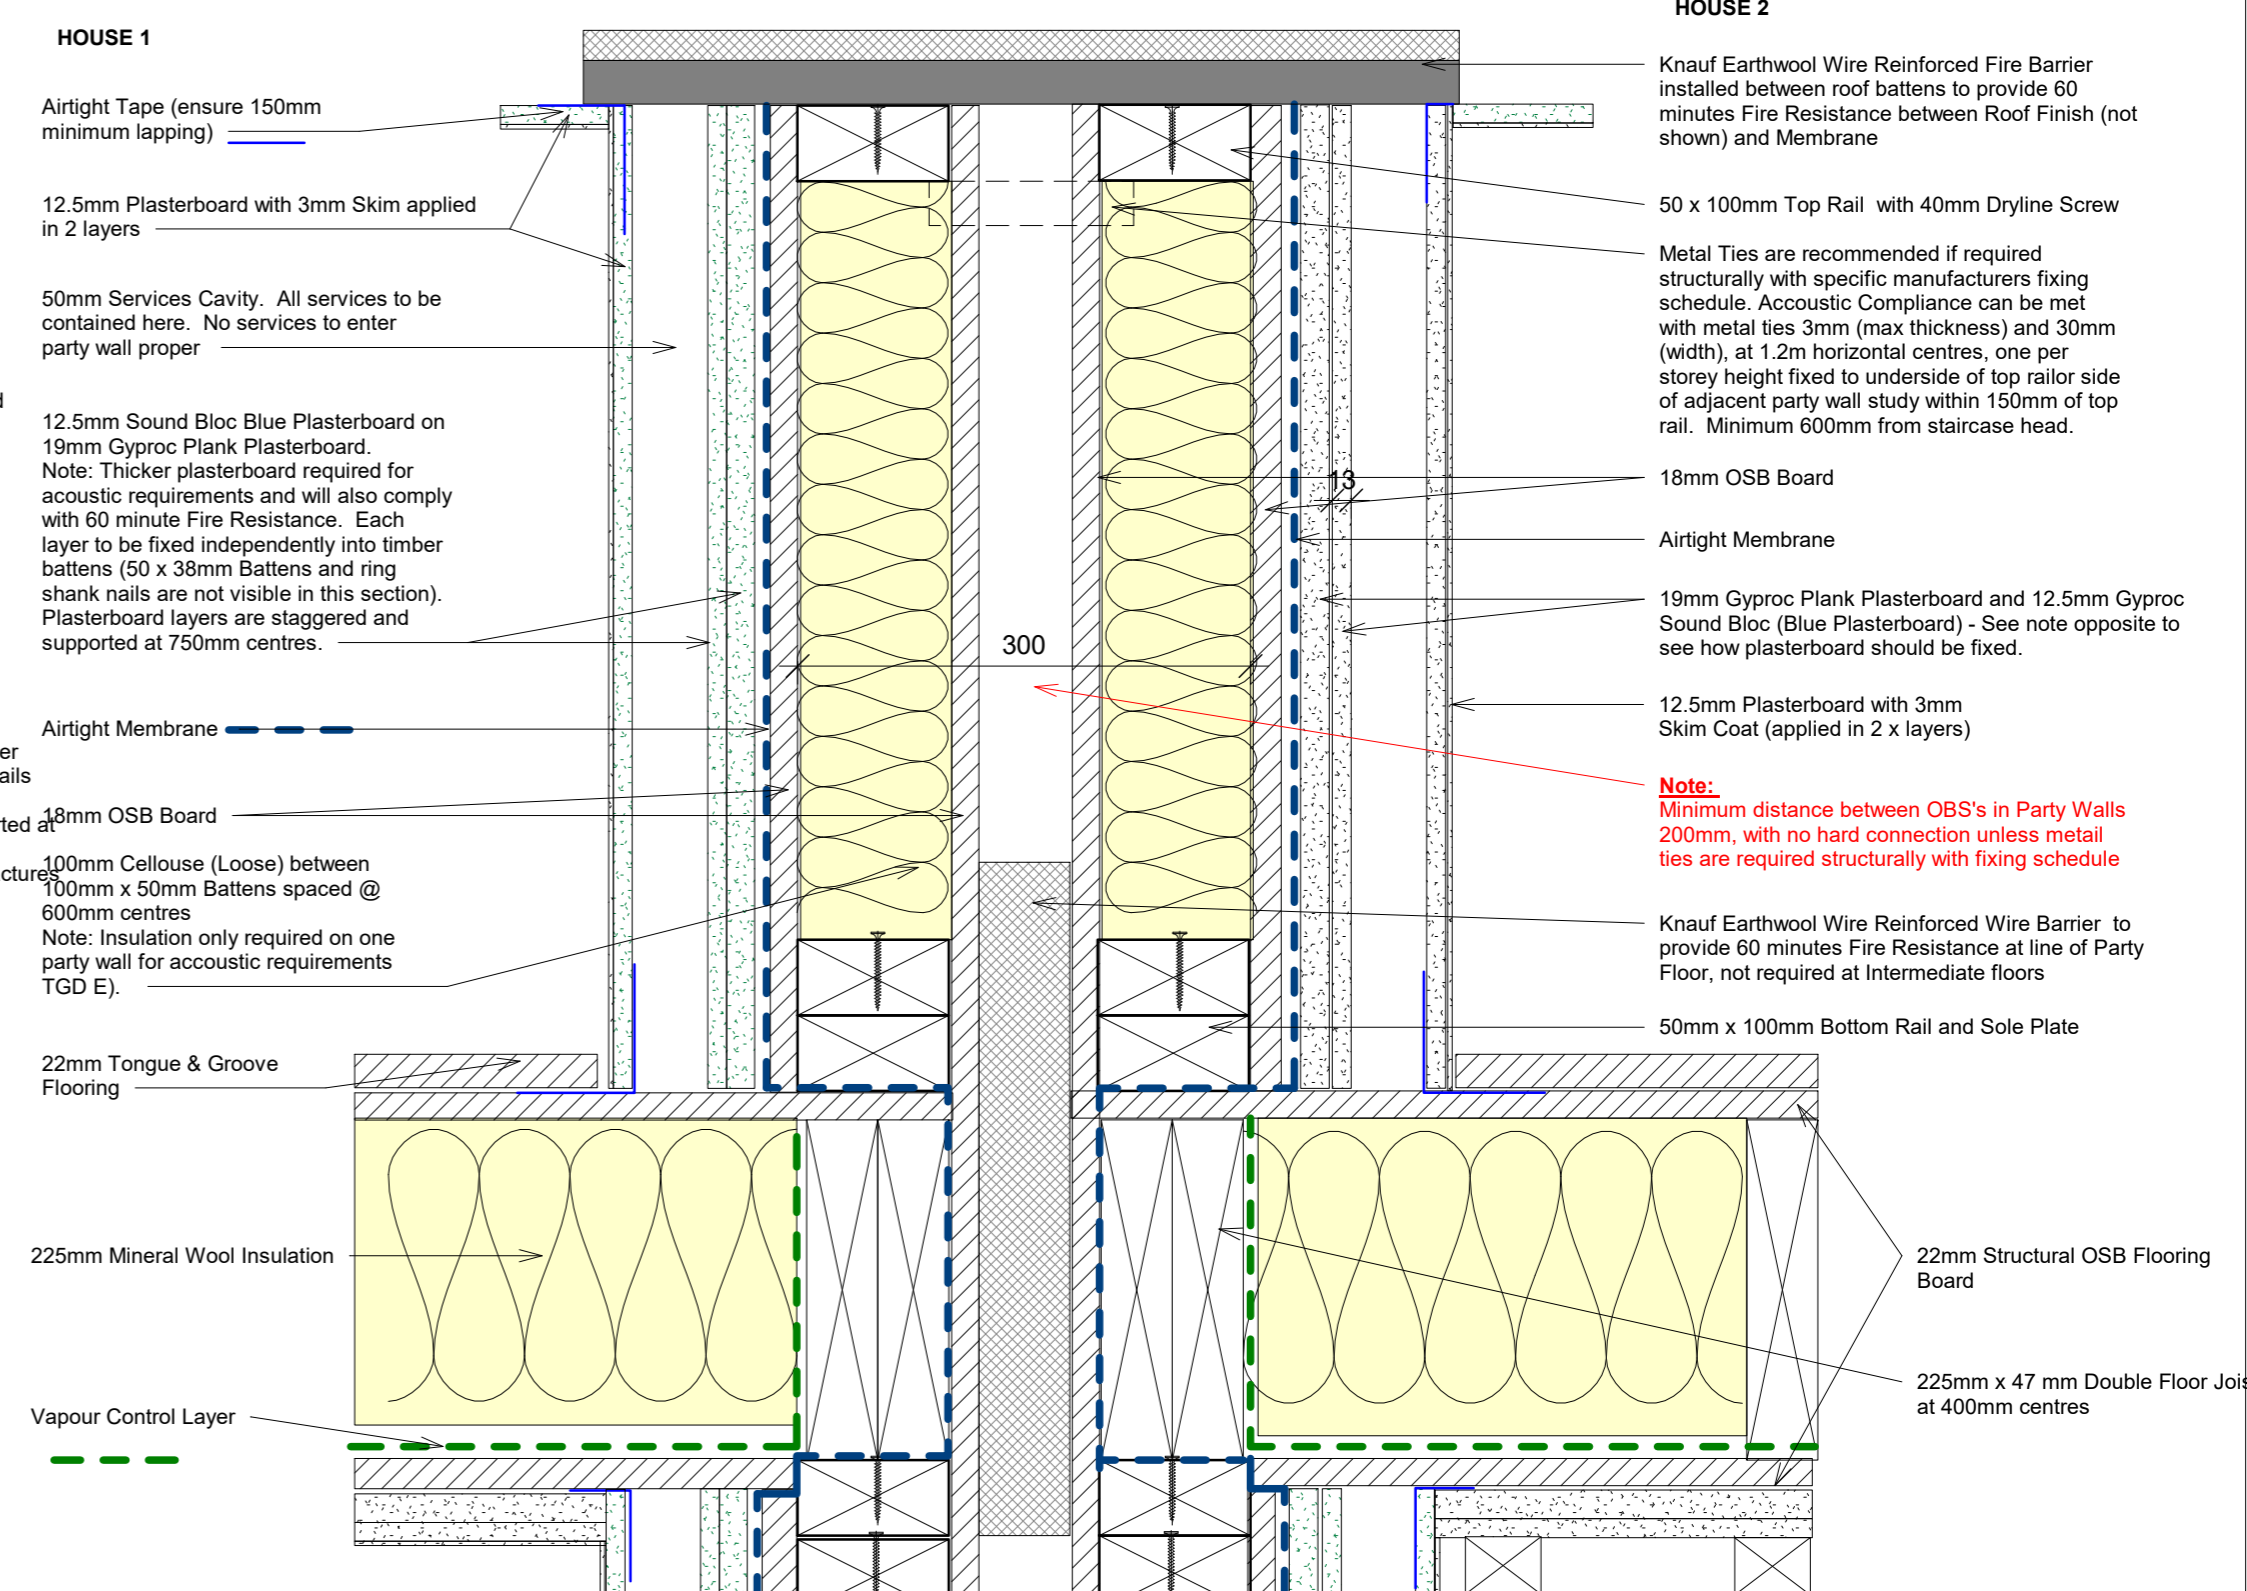 HOUSE 1
Airtight Tape (ensure 150mm
minimum lapping)
12.5mm Plasterboard with 3mm Skim applied
in 2 layers
50mm Services Cavity.  All services to be
contained here.  No services to enter
party wall proper
12.5mm Sound Bloc Blue Plasterboard on
19mm Gyproc Plank Plasterboard.
Note: Thicker plasterboard required for
acoustic requirements and will also comply
with 60 minute Fire Resistance.  Each
layer to be fixed independently into timber
battens (50 x 38mm Battens and ring
shank nails are not visible in this section).
Plasterboard layers are staggered and
supported at 750mm centres.
Airtight Membrane
er
ails
18mm OSB Board
rted at
100mm Cellouse (Loose) between
ctures
100mm x 50mm Battens spaced @
600mm centres
Note: Insulation only required on one
party wall for accoustic requirements
TGD E).
22mm Tongue & Groove
Flooring
225mm Mineral Wool Insulation
Vapour Control Layer
300
13
HOUSE 2
Knauf Earthwool Wire Reinforced Fire Barrier
installed between roof battens to provide 60
minutes Fire Resistance between Roof Finish (not
shown) and Membrane
50 x 100mm Top Rail  with 40mm Dryline Screw
Metal Ties are recommended if required
structurally with specific manufacturers fixing
schedule. Accoustic Compliance can be met
with metal ties 3mm (max thickness) and 30mm
(width), at 1.2m horizontal centres, one per
storey height fixed to underside of top railor side
of adjacent party wall study within 150mm of top
rail.  Minimum 600mm from staircase head.
18mm OSB Board
Airtight Membrane
19mm Gyproc Plank Plasterboard and 12.5mm Gyproc
Sound Bloc (Blue Plasterboard) - See note opposite to
see how plasterboard should be fixed.
12.5mm Plasterboard with 3mm
Skim Coat (applied in 2 x layers)
Note:
Minimum distance between OBS's in Party Walls
200mm, with no hard connection unless metail
ties are required structurally with fixing schedule
Knauf Earthwool Wire Reinforced Wire Barrier  to
provide 60 minutes Fire Resistance at line of Party
Floor, not required at Intermediate floors
50mm x 100mm Bottom Rail and Sole Plate
22mm Structural OSB Flooring
Board
225mm x 47 mm Double Floor Jois
at 400mm centres